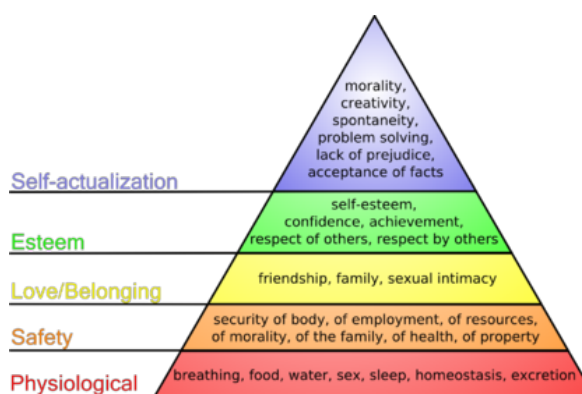 morality,
creativity,
spontaneity,
problem solving,
lack of prejudice,
acceptance of facts
Self-actualization
self-esteem,
confidence, achievement,
respect of others, respect by others
Esteem
friendship, family, sexual intimacy
Love/Belonging
security of body, of employment, of resources,
of morality, of the family, of health, of property
Safety
breathing, food, water, sex, sleep, homeostasis, excretion
Physiological